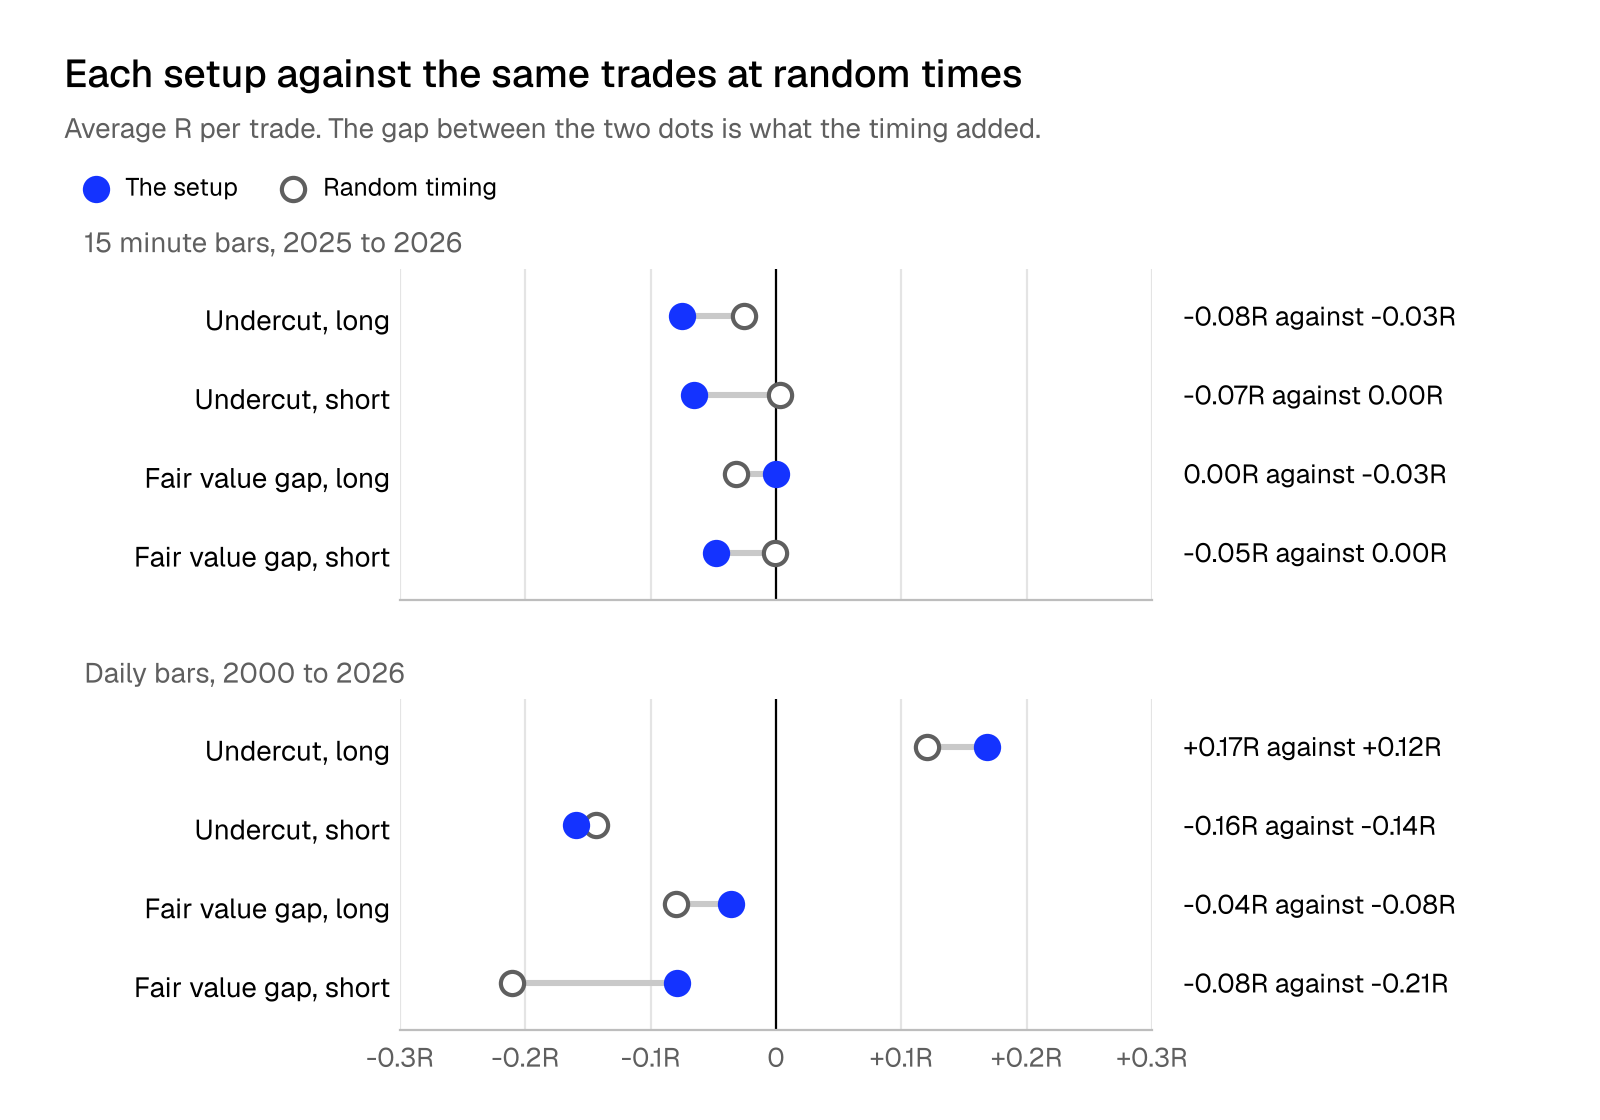 Each setup against the same trades at random times
Average R per trade. The gap between the two dots is what the timing added.
The setup Random timing
15 minute bars, 2025 to 2026
Undercut, long -0.08R against -0.03R
Undercut, short -0.07R against 0.00R
Fair value gap, long 0.00R against -0.03R
Fair value gap, short -0.05R against 0.00R
Daily bars, 2000 to 2026
Undercut, long +0.17R against +0.12R
Undercut, short -0.16R against -0.14R
Fair value gap, long -0.04R against -0.08R
Fair value gap, short -0.08R against -0.21R
-0.3R -0.2R -0.1R 0 +0.1R +0.2R +0.3R